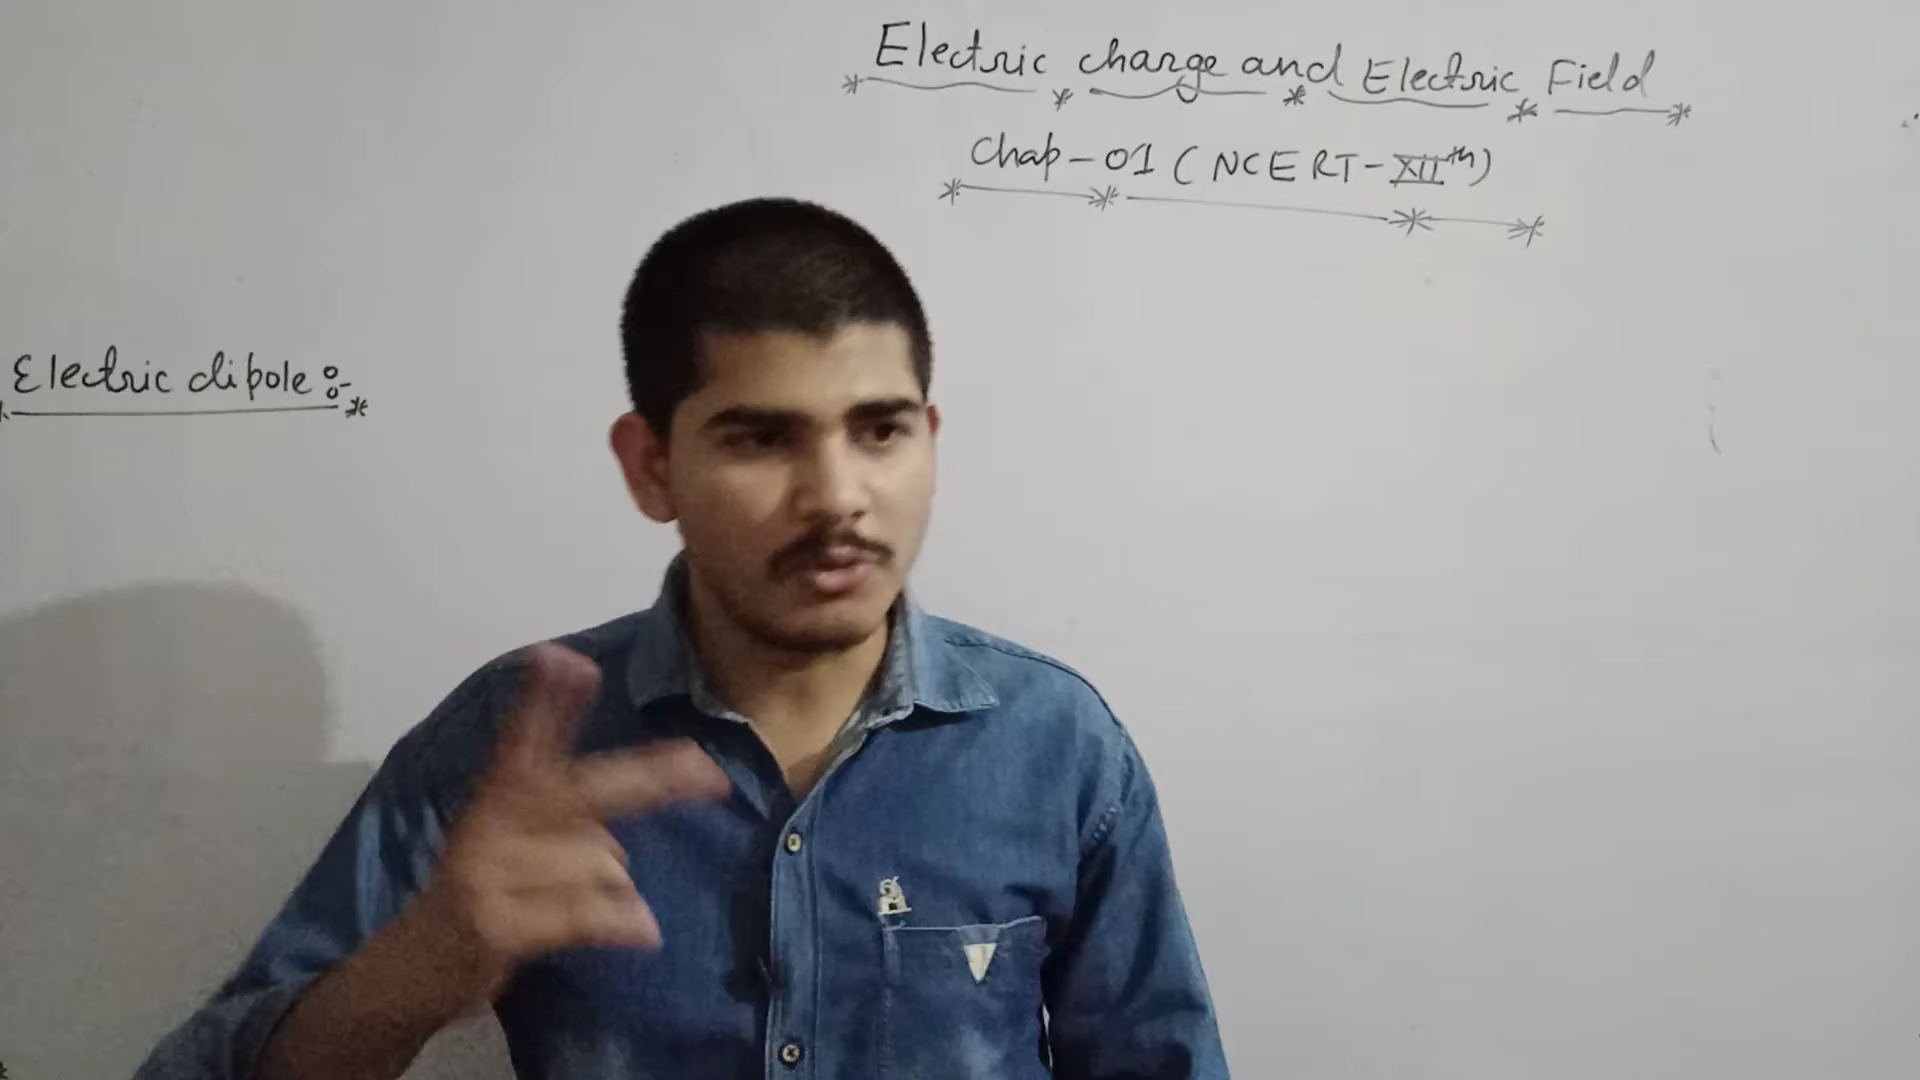 Electric charge and Electric Field
Chap-01 (NCERT-XIIth)
Electric dipole :-